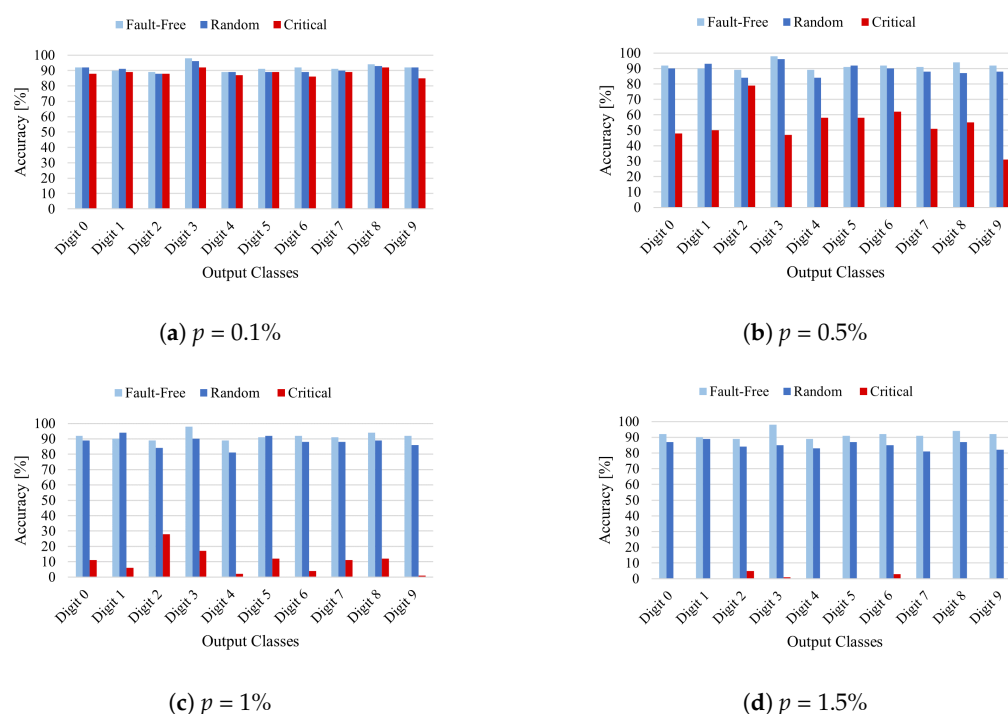 Fault-Free Random Critical
100
90
80
70
60
50
40
30
20
10
0
Accuracy [%]
Digit 0 Digit 1 Digit 2 Digit 3 Digit 4 Digit 5 Digit 6 Digit 7 Digit 8 Digit 9
Output Classes
(a) p = 0.1%
Fault-Free Random Critical
100
90
80
70
60
50
40
30
20
10
0
Accuracy [%]
Digit 0 Digit 1 Digit 2 Digit 3 Digit 4 Digit 5 Digit 6 Digit 7 Digit 8 Digit 9
Output Classes
(b) p = 0.5%
Fault-Free Random Critical
100
90
80
70
60
50
40
30
20
10
0
Accuracy [%]
Digit 0 Digit 1 Digit 2 Digit 3 Digit 4 Digit 5 Digit 6 Digit 7 Digit 8 Digit 9
Output Classes
(c) p = 1%
Fault-Free Random Critical
100
90
80
70
60
50
40
30
20
10
0
Accuracy [%]
Digit 0 Digit 1 Digit 2 Digit 3 Digit 4 Digit 5 Digit 6 Digit 7 Digit 8 Digit 9
Output Classes
(d) p = 1.5%